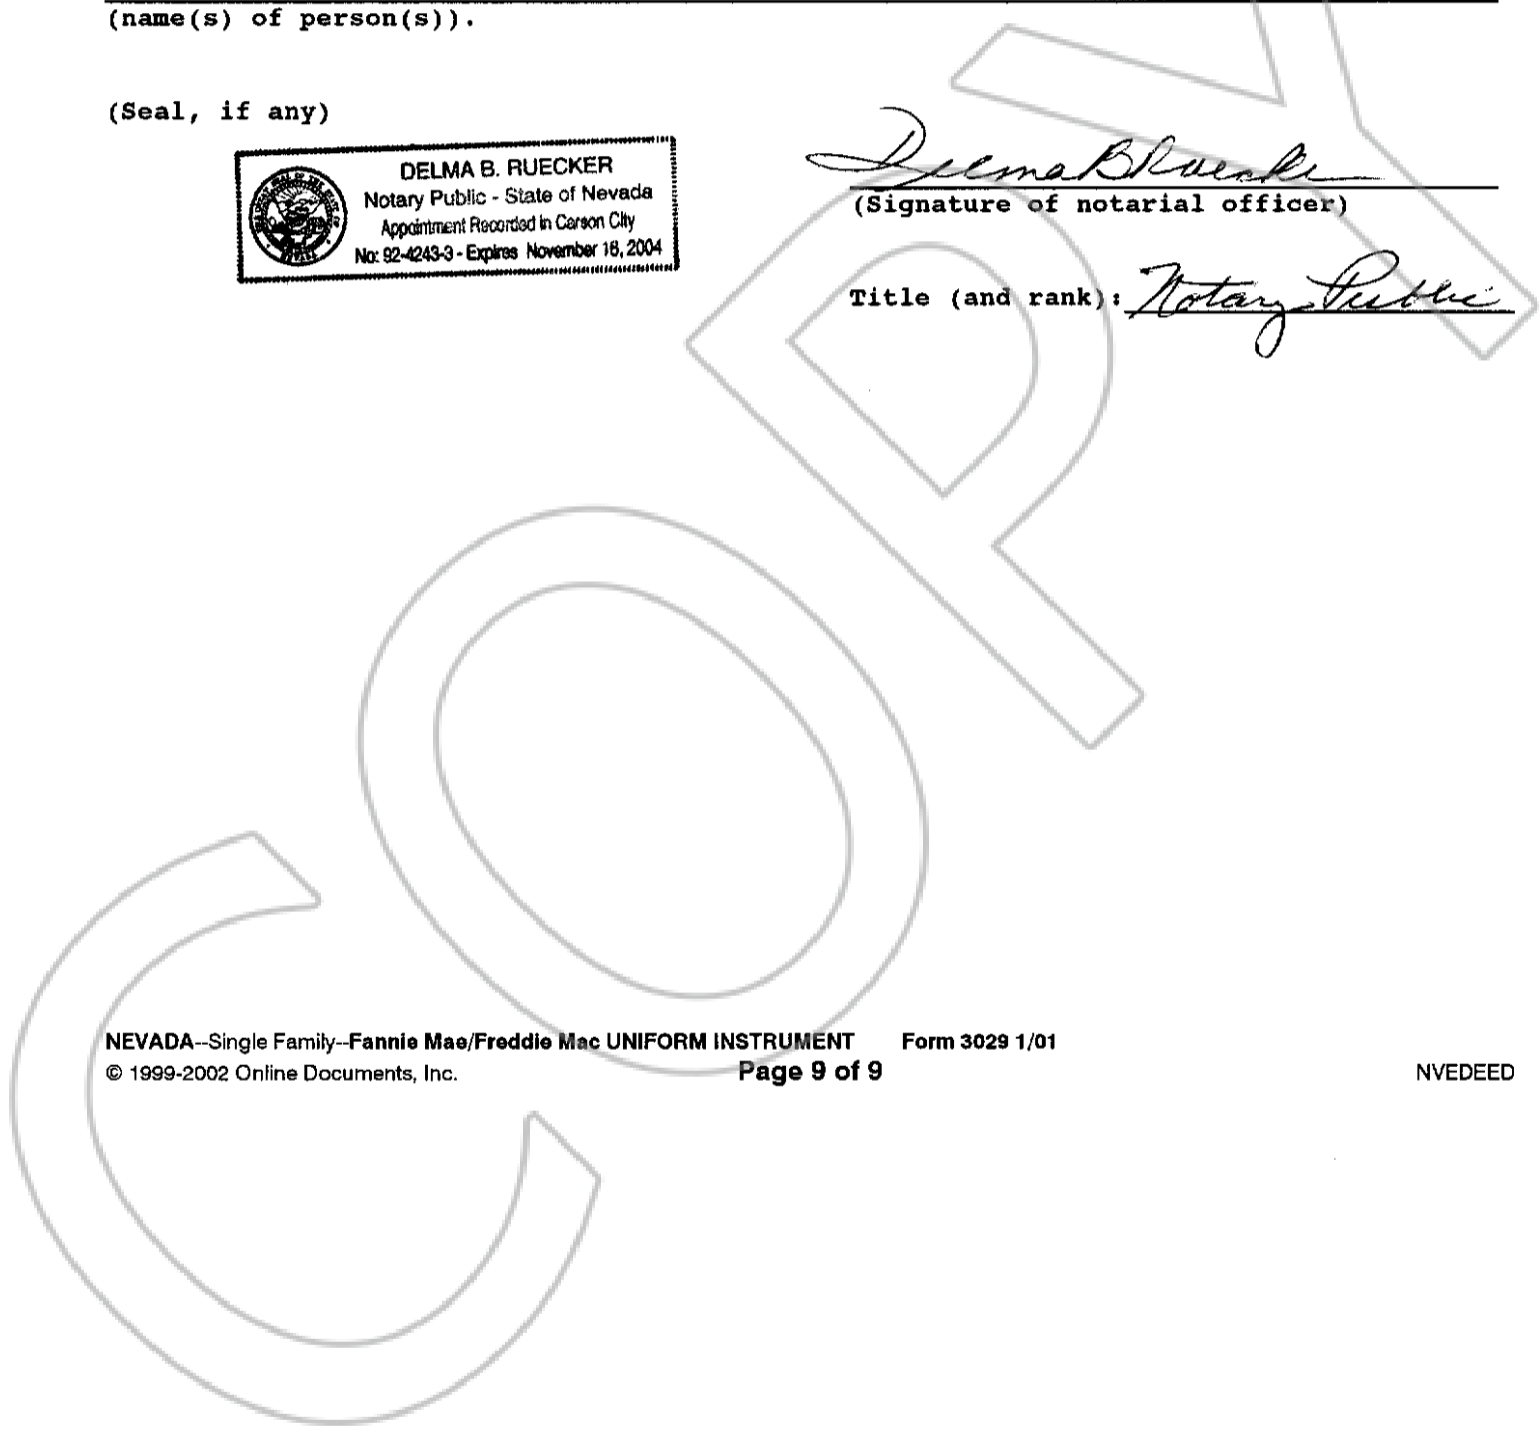 (name(s) of person(s)).
(Seal, if any)
DELMA B. RUECKER
Notary Public - State of Nevada
Appointment Recorded in Carson City
No: 92-4243-3 - Expires November 16, 2004
Delma B Ruecker
(Signature of notarial officer)
Title (and rank): Notary Public
COPY
NEVADA--Single Family--Fannie Mae/Freddie Mac UNIFORM INSTRUMENT Form 3029 1/01
© 1999-2002 Online Documents, Inc. Page 9 of 9 NVEDEED